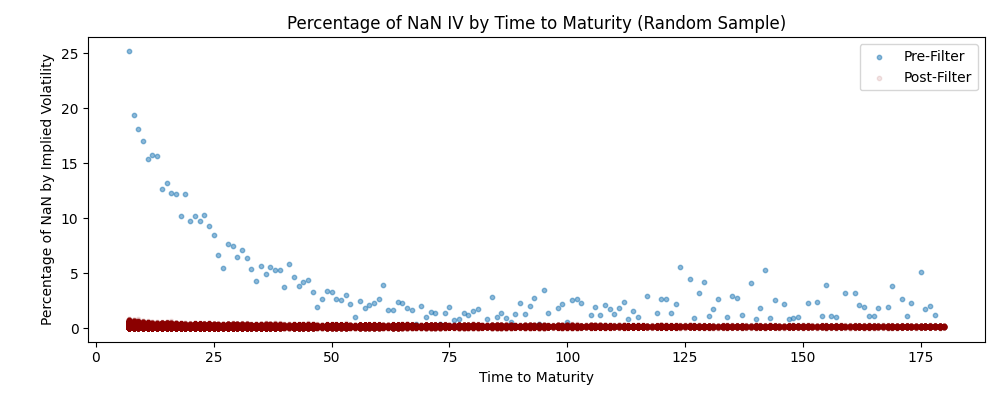 Percentage of NaN IV by Time to Maturity (Random Sample)
Percentage of NaN by Implied Volatility
25
20
15
10
5
0
Pre-Filter
Post-Filter
0
25
50
75
100
125
150
175
Time to Maturity